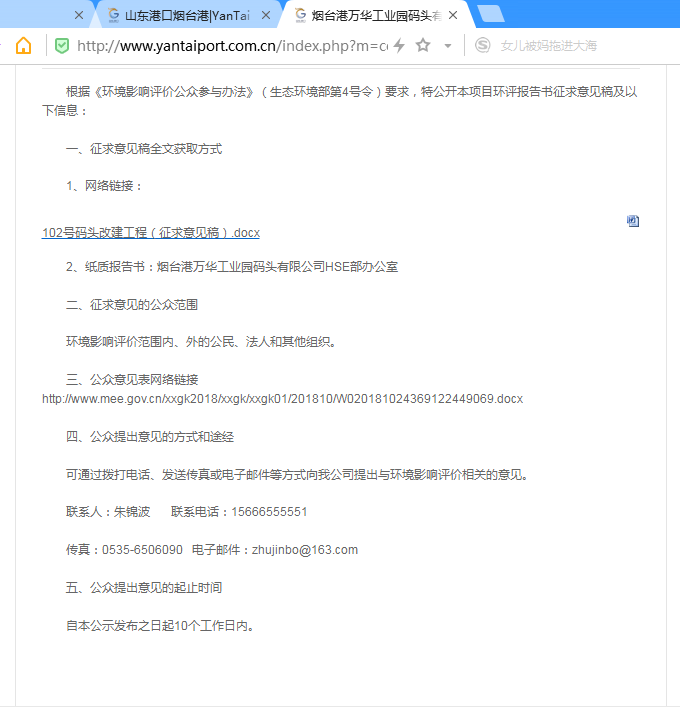 山东港口烟台港|YanTai
烟台港万华工业园码头有
http://www.yantaiport.com.cn/index.php?m=co
女儿被妈拖进大海
根据《环境影响评价公众参与办法》（生态环境部第4号令）要求，特公开本项目环评报告书征求意见稿及以
下信息：
一、征求意见稿全文获取方式
1、网络链接：
102号码头改建工程（征求意见稿）.docx
2、纸质报告书：烟台港万华工业园码头有限公司HSE部办公室
二、征求意见的公众范围
环境影响评价范围内、外的公民、法人和其他组织。
三、公众意见表网络链接
http://www.mee.gov.cn/xxgk2018/xxgk/xxgk01/201810/W020181024369122449069.docx
四、公众提出意见的方式和途经
可通过拨打电话、发送传真或电子邮件等方式向我公司提出与环境影响评价相关的意见。
联系人：朱锦波 联系电话：15666555551
传真：0535-6506090 电子邮件：zhujinbo@163.com
五、公众提出意见的起止时间
自本公示发布之日起10个工作日内。